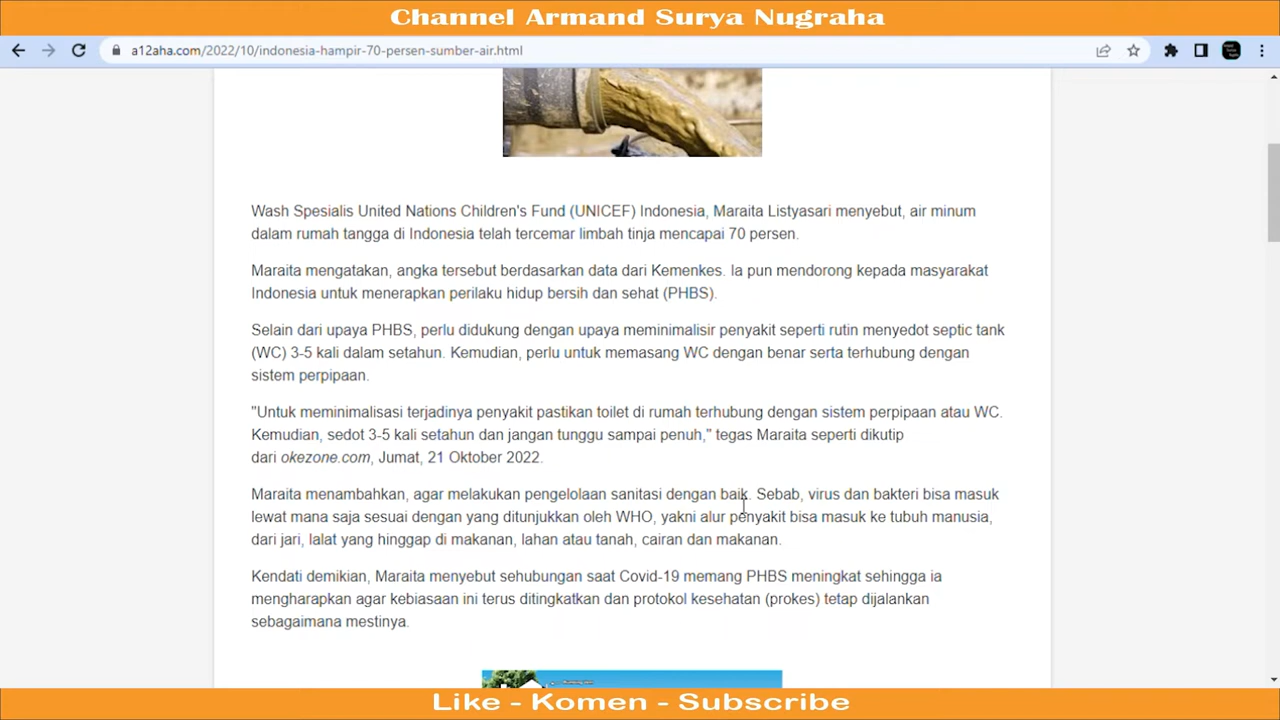 Channel Armand Surya Nugraha
a12aha.com/2022/10/indonesia-hampir-70-persen-sumber-air.html
Wash Spesialis United Nations Children's Fund (UNICEF) Indonesia, Maraita Listyasari menyebut, air minum
dalam rumah tangga di Indonesia telah tercemar limbah tinja mencapai 70 persen.
Maraita mengatakan, angka tersebut berdasarkan data dari Kemenkes. Ia pun mendorong kepada masyarakat
Indonesia untuk menerapkan perilaku hidup bersih dan sehat (PHBS).
Selain dari upaya PHBS, perlu didukung dengan upaya meminimalisir penyakit seperti rutin menyedot septic tank
(WC) 3-5 kali dalam setahun. Kemudian, perlu untuk memasang WC dengan benar serta terhubung dengan
sistem perpipaan.
"Untuk meminimalisasi terjadinya penyakit pastikan toilet di rumah terhubung dengan sistem perpipaan atau WC.
Kemudian, sedot 3-5 kali setahun dan jangan tunggu sampai penuh," tegas Maraita seperti dikutip
dari okezone.com, Jumat, 21 Oktober 2022.
Maraita menambahkan, agar melakukan pengelolaan sanitasi dengan baik. Sebab, virus dan bakteri bisa masuk
lewat mana saja sesuai dengan yang ditunjukkan oleh WHO, yakni alur penyakit bisa masuk ke tubuh manusia,
dari jari, lalat yang hinggap di makanan, lahan atau tanah, cairan dan makanan.
Kendati demikian, Maraita menyebut sehubungan saat Covid-19 memang PHBS meningkat sehingga ia
mengharapkan agar kebiasaan ini terus ditingkatkan dan protokol kesehatan (prokes) tetap dijalankan
sebagaimana mestinya.
Like - Komen - Subscribe